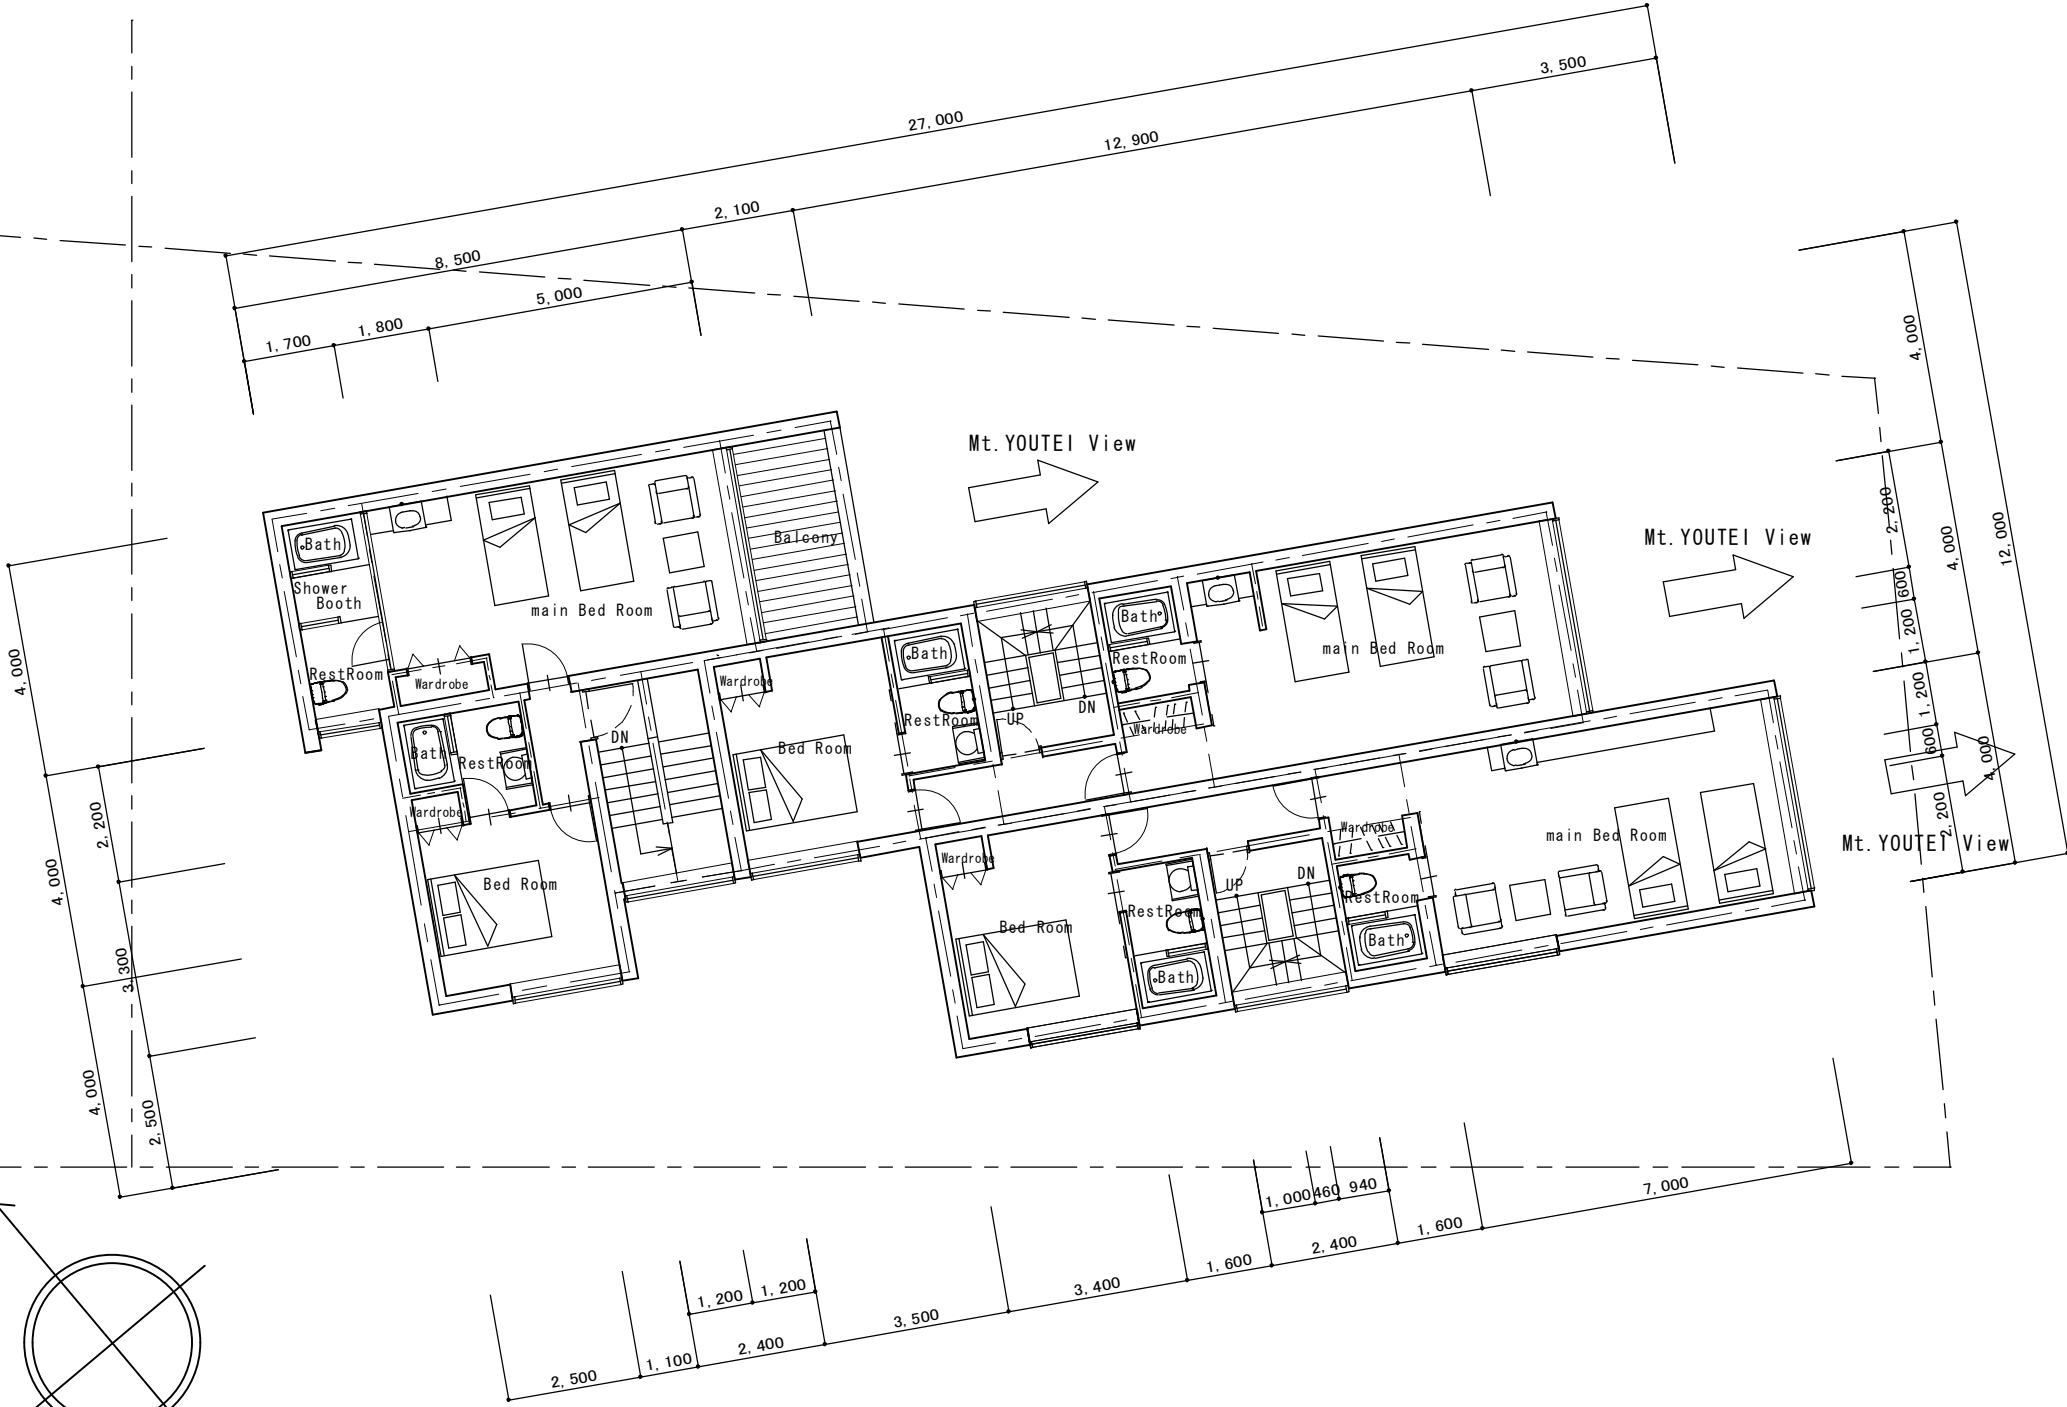 27,000
3,500
12,900
2,100
8,500
5,000
1,800
1,700
4,000
2,200
600
1,200
1,200
600
2,200
4,000
4,000
12,000
Mt.YOUTEI View
Mt.YOUTEI View
Mt.YOUTEI View
Bath
Shower
Booth
RestRoom
main Bed Room
Balcony
Wardrobe
Bath
RestRoom
Wardrobe
Bed Room
DN
Wardrobe
Bed Room
Bath
RestRoom
UP
DN
Bath
RestRoom
Wardrobe
main Bed Room
Wardrobe
Bed Room
RestRoom
Bath
UP
DN
Wardrobe
RestRoom
Bath
main Bed Room
4,000
4,000
4,000
2,200
3,300
2,500
1,000
460
940
7,000
1,600
2,400
1,600
3,400
3,500
1,200
1,200
2,400
1,100
2,500